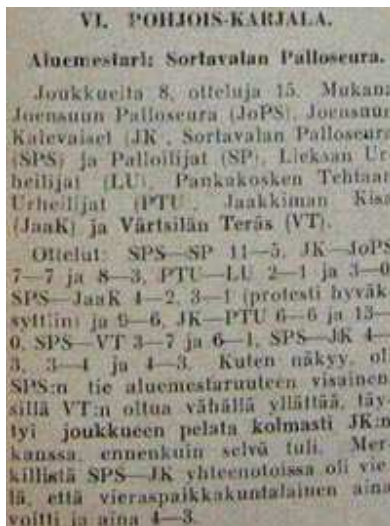 VI. POHJOIS-KARJALA.
Aluemestari: Sortavalan Palloseura.
Joukkueita 8, otteluja 15. Mukana
Joensuun Palloseura (JoPS), Joensuun
Kalevaiset (JK , Sortavalan Palloseura
(SPS) ja Palloilijat (SP), Lieksan Ur-
heilijat (LU), Pankakosken Tehtaan
Urheilijat (PTU , Jaakkiman Kisa
(JaaK) ja Värtsilän Teräs (VT).
Ottelut: SPS—SP 11—5, JK—JoPS
7—7 ja 8—3, PTU—LU 2—1 ja 3—0
SPS—JaaK 4—2, 3—1 (protesti hyväk-
syttiin) ja 9—6, JK—PTU 6—6 ja 13—
0, SPS—VT 3—7 ja 6—1, SPS—JK 4—
3, 3—4 ja 4—3. Kuten näkyy, oli
SPS:n tie aluemestaruuteen visainen,
sillä VT:n oltua vähällä yllättää, täy-
tyi joukkueen pelata kolmasti JK:n
kanssa, ennenkuin selvä tuli. Mer-
killistä SPS—JK yhteenotoissa oli vie-
lä, että vieraspaikkakuntalainen aina
voitti ja aina 4—3.